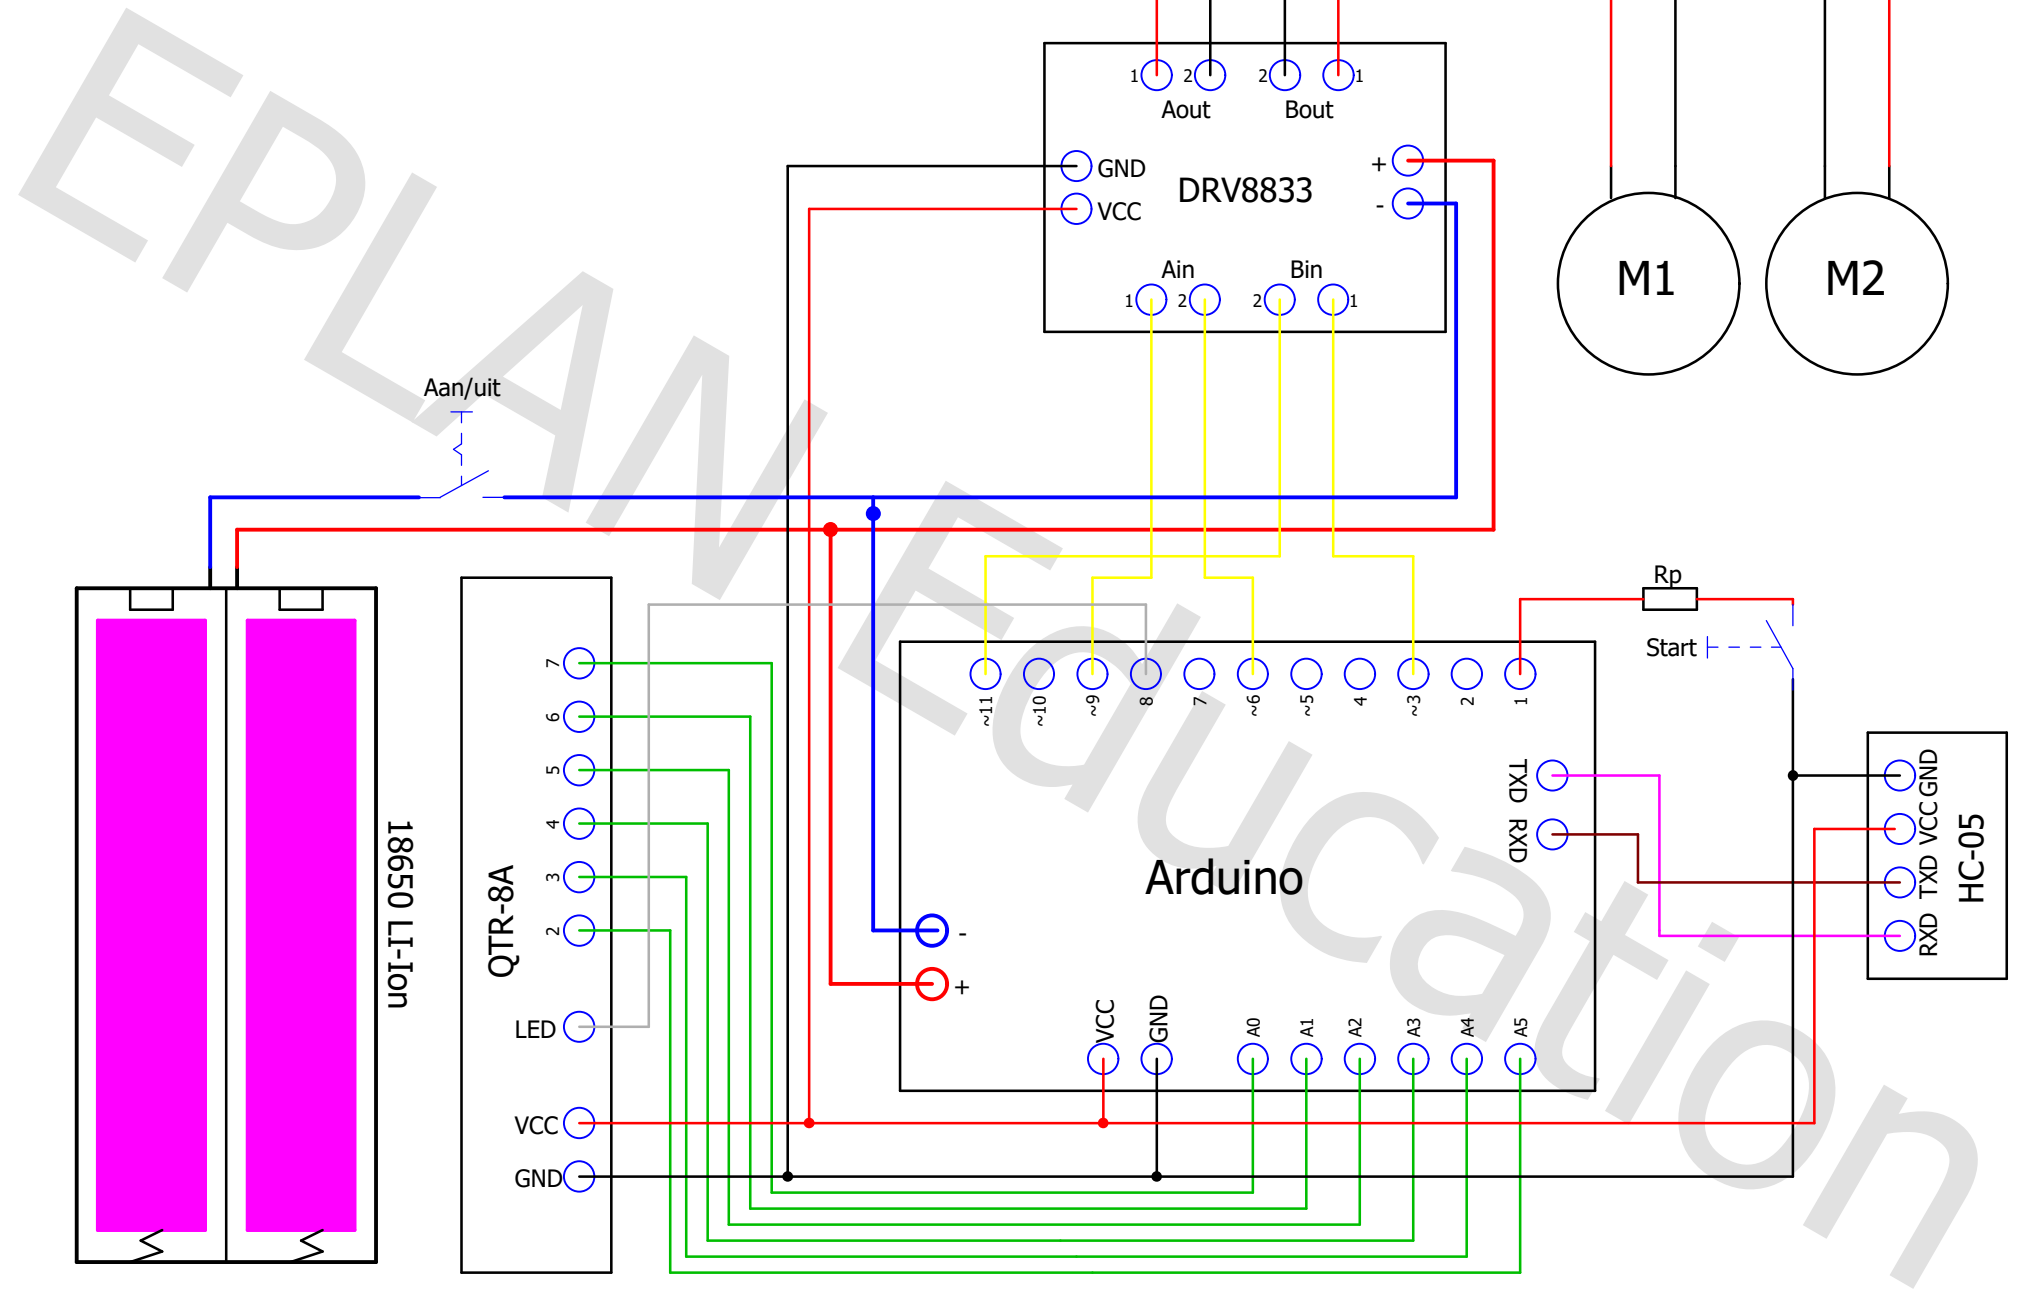 EPLAN Education
1 2 2 1
Aout Bout
GND
VCC
DRV8833
+
-
Ain Bin
1 2 2 1
M1 M2
Aan/uit
18650 LI-Ion
QTR-8A
7
6
5
4
3
2
LED
VCC
GND
Rp
Start
~11 ~10 ~9 8 7 ~6 ~5 4 ~3 2 1
TXD
RXD
Arduino
-
+
VCC GND A0 A1 A2 A3 A4 A5
GND
VCC
TXD
RXD
HC-05